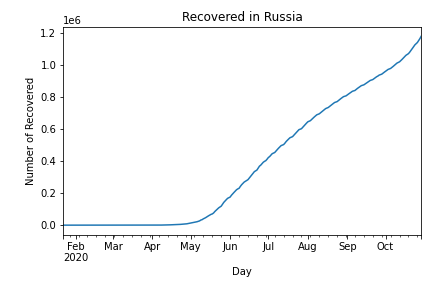 Recovered in Russia
1e6
1.2
1.0
0.8
0.6
0.4
0.2
0.0
Number of Recovered
Feb Mar Apr May Jun Jul Aug Sep Oct
2020
Day